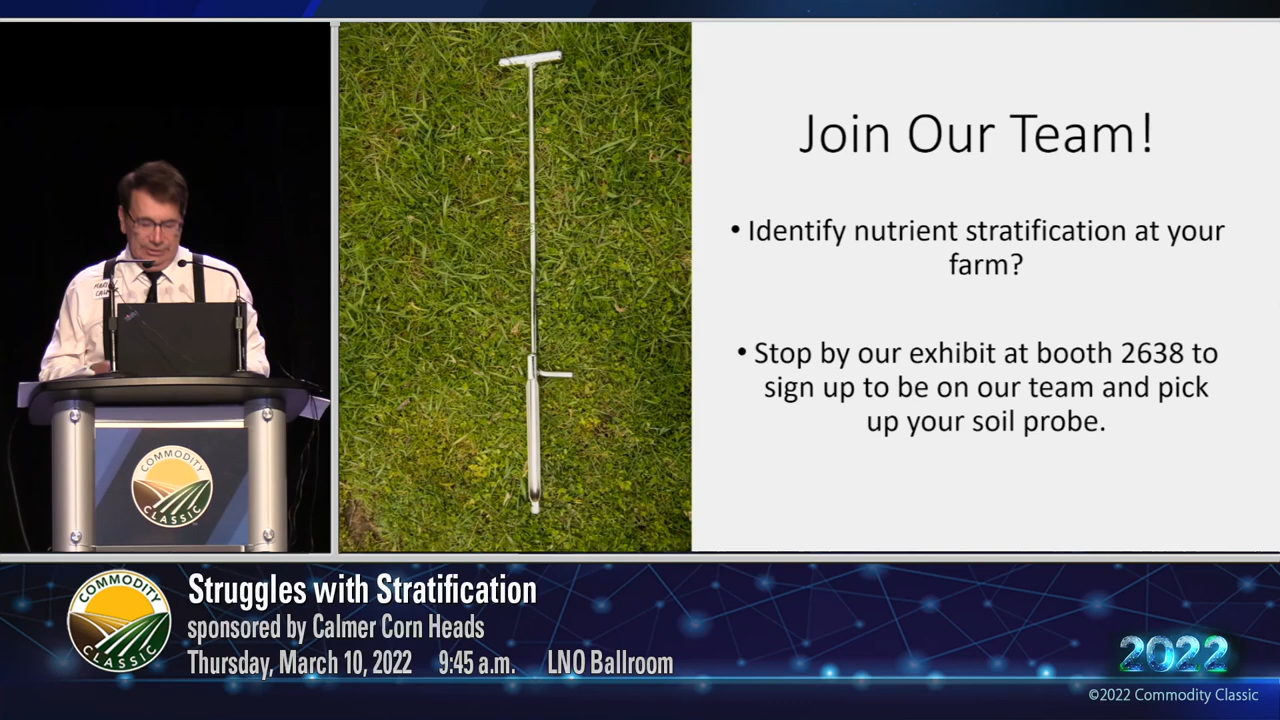 Join Our Team!
• Identify nutrient stratification at your
farm?
• Stop by our exhibit at booth 2638 to
sign up to be on our team and pick
up your soil probe.
COMMODITY
CLASSIC
COMMODITY
CLASSIC
Struggles with Stratification
sponsored by Calmer Corn Heads
Thursday, March 10, 2022 9:45 a.m. LNO Ballroom
2022
©2022 Commodity Classic